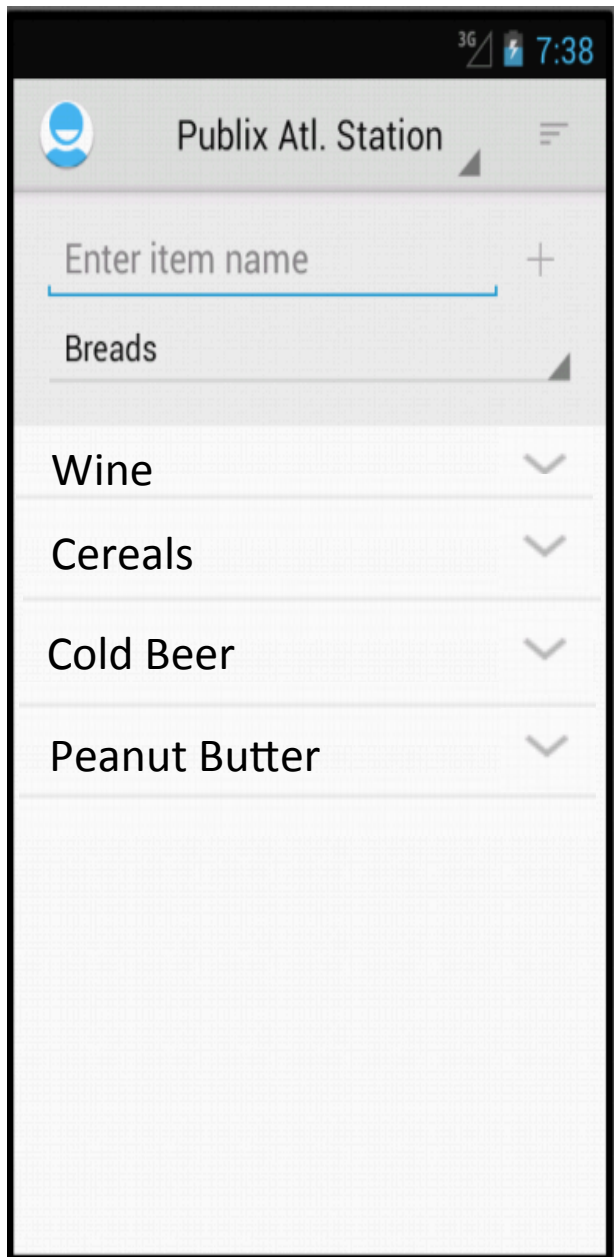 3G 7:38
Publix Atl. Station
Enter item name
Breads
Wine
Cereals
Cold Beer
Peanut Butter